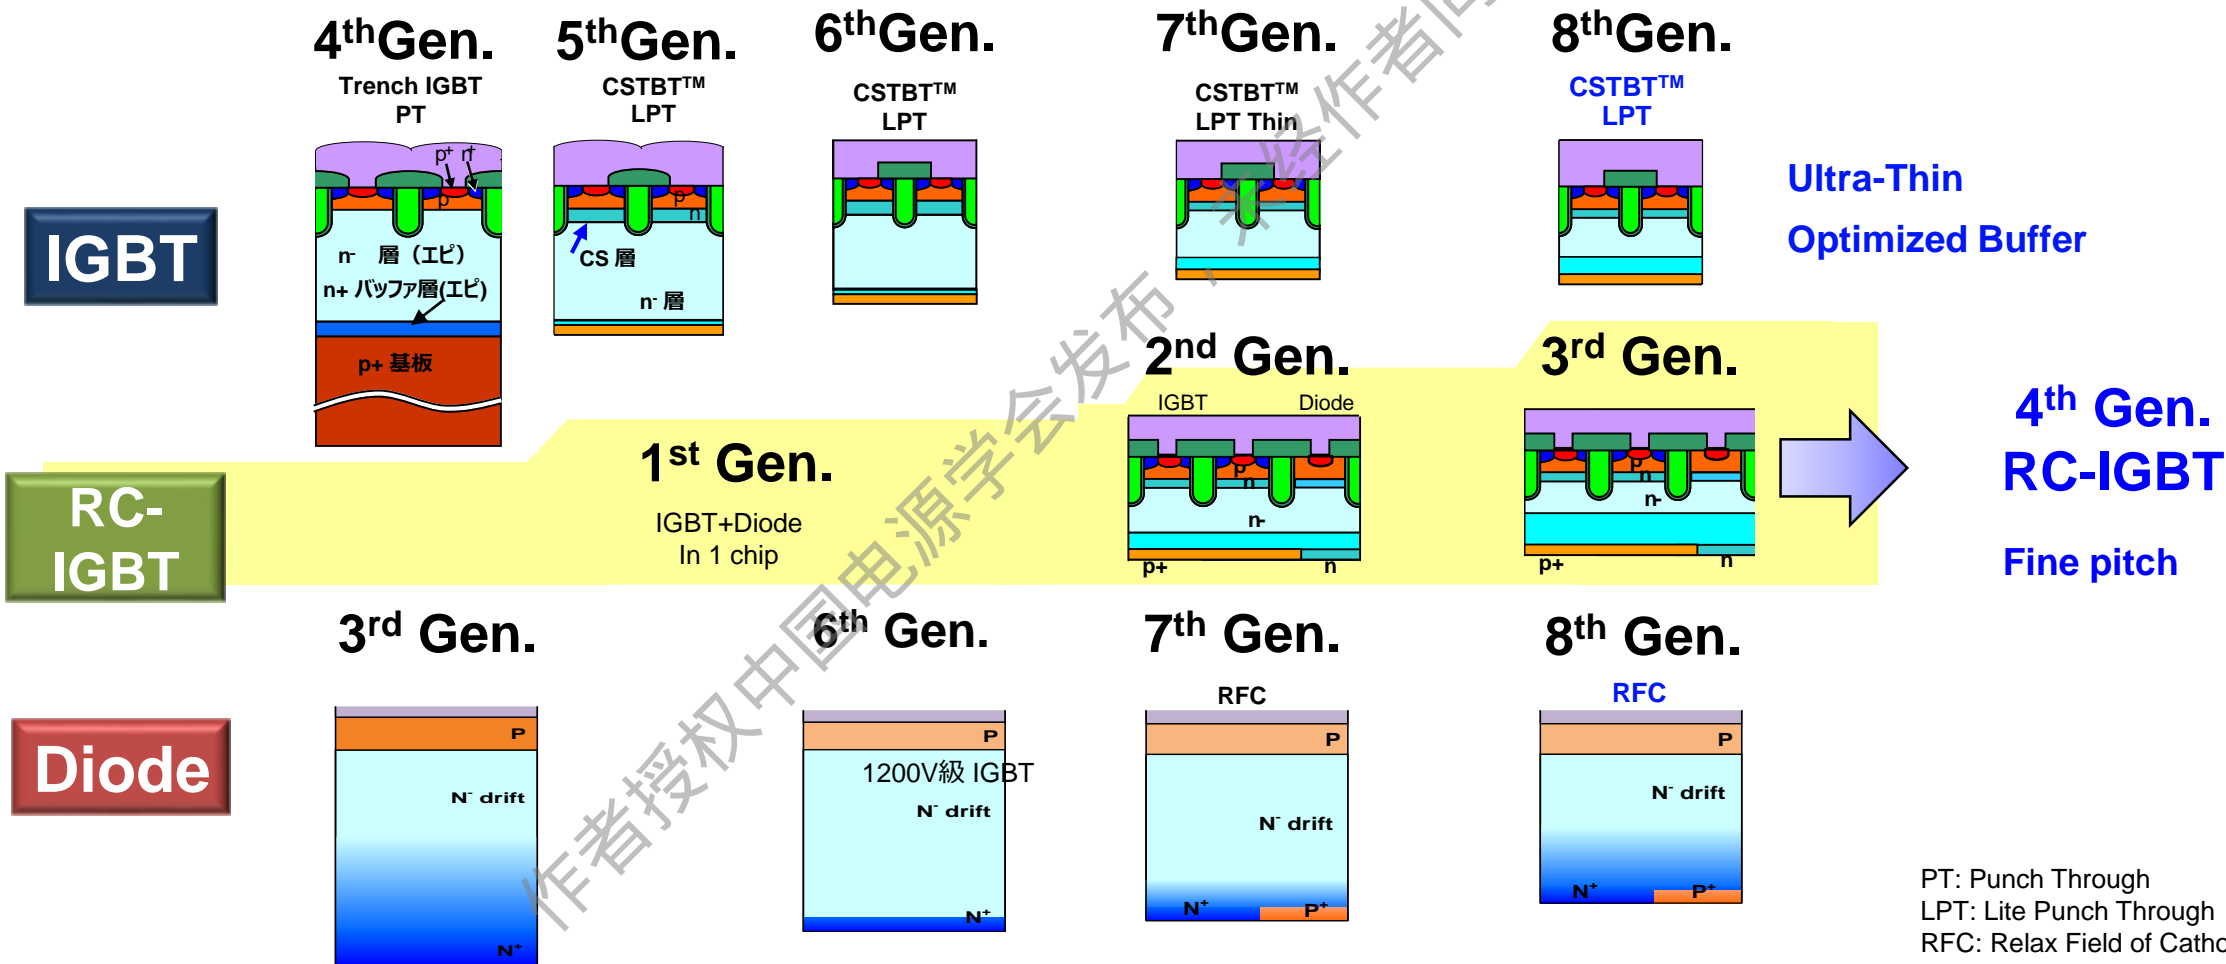 4thGen.
Trench IGBT
PT
5thGen.
CSTBT™
LPT
6thGen.
CSTBT™
LPT
7thGen.
CSTBT™
LPT Thin
8thGen.
CSTBT™
LPT
IGBT
p+ n+
p
n- 層（エピ）
n+ バッファ層(エピ)
p+ 基板
p
n
CS 層
n- 層
Ultra-Thin
Optimized Buffer
RC-
IGBT
1st Gen.
IGBT+Diode
In 1 chip
2nd Gen.
IGBT Diode
p
n
n-
p+ n
3rd Gen.
p
n
n-
p+ n
4th Gen.
RC-IGBT
Fine pitch
Diode
3rd Gen.
P
N- drift
N+
6th Gen.
P
1200V級 IGBT
N- drift
N+
7th Gen.
RFC
P
N- drift
N+ P+
8th Gen.
RFC
P
N- drift
N+ P+
PT: Punch Through
LPT: Lite Punch Through
RFC: Relax Field of
作者授权中国电源学会发布，未经作者同